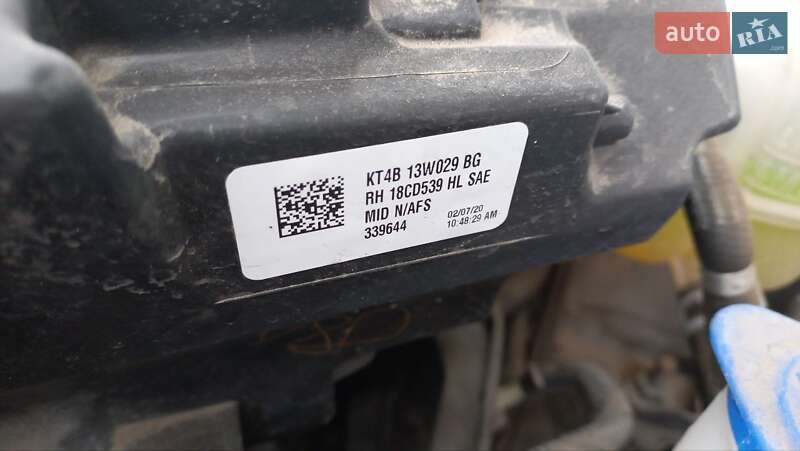 auto RIA
KT4B 13W029 BG
RH 18CD539 HL SAE
MID N/AFS 02/07/20
339644 10:48:29 AM